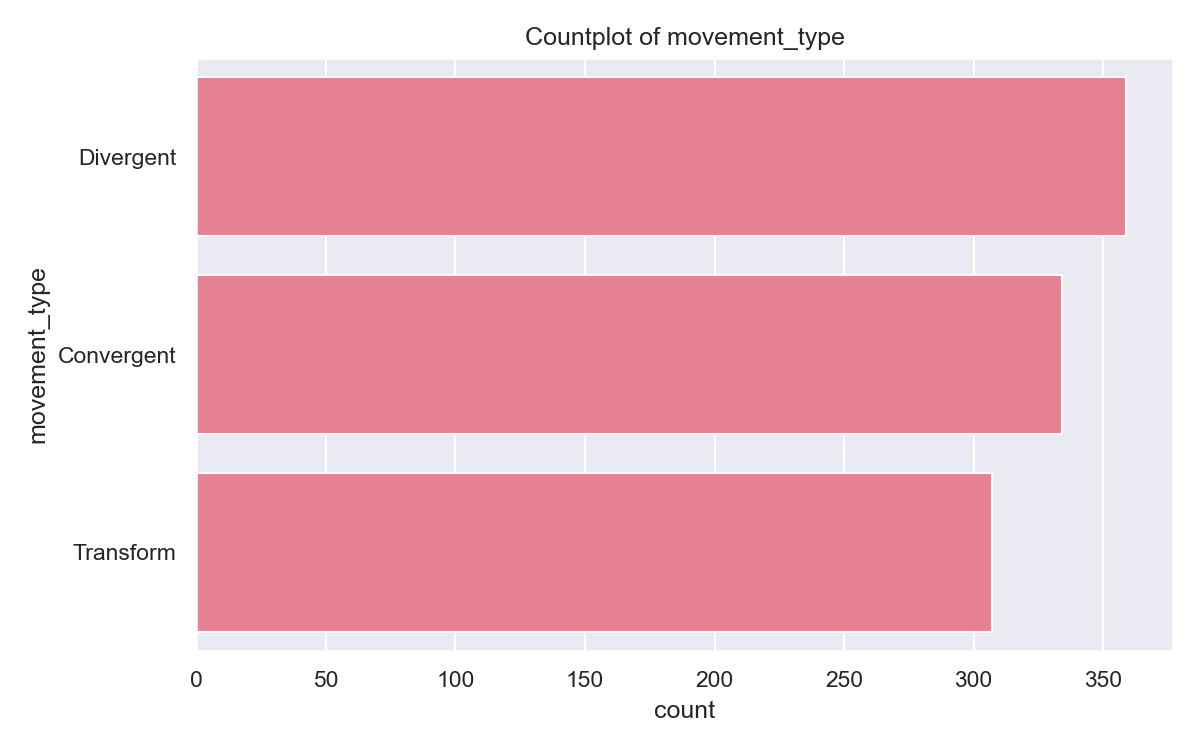 Countplot of movement_type
movement_type
Divergent
Convergent
Transform
0 50 100 150 200 250 300 350
count